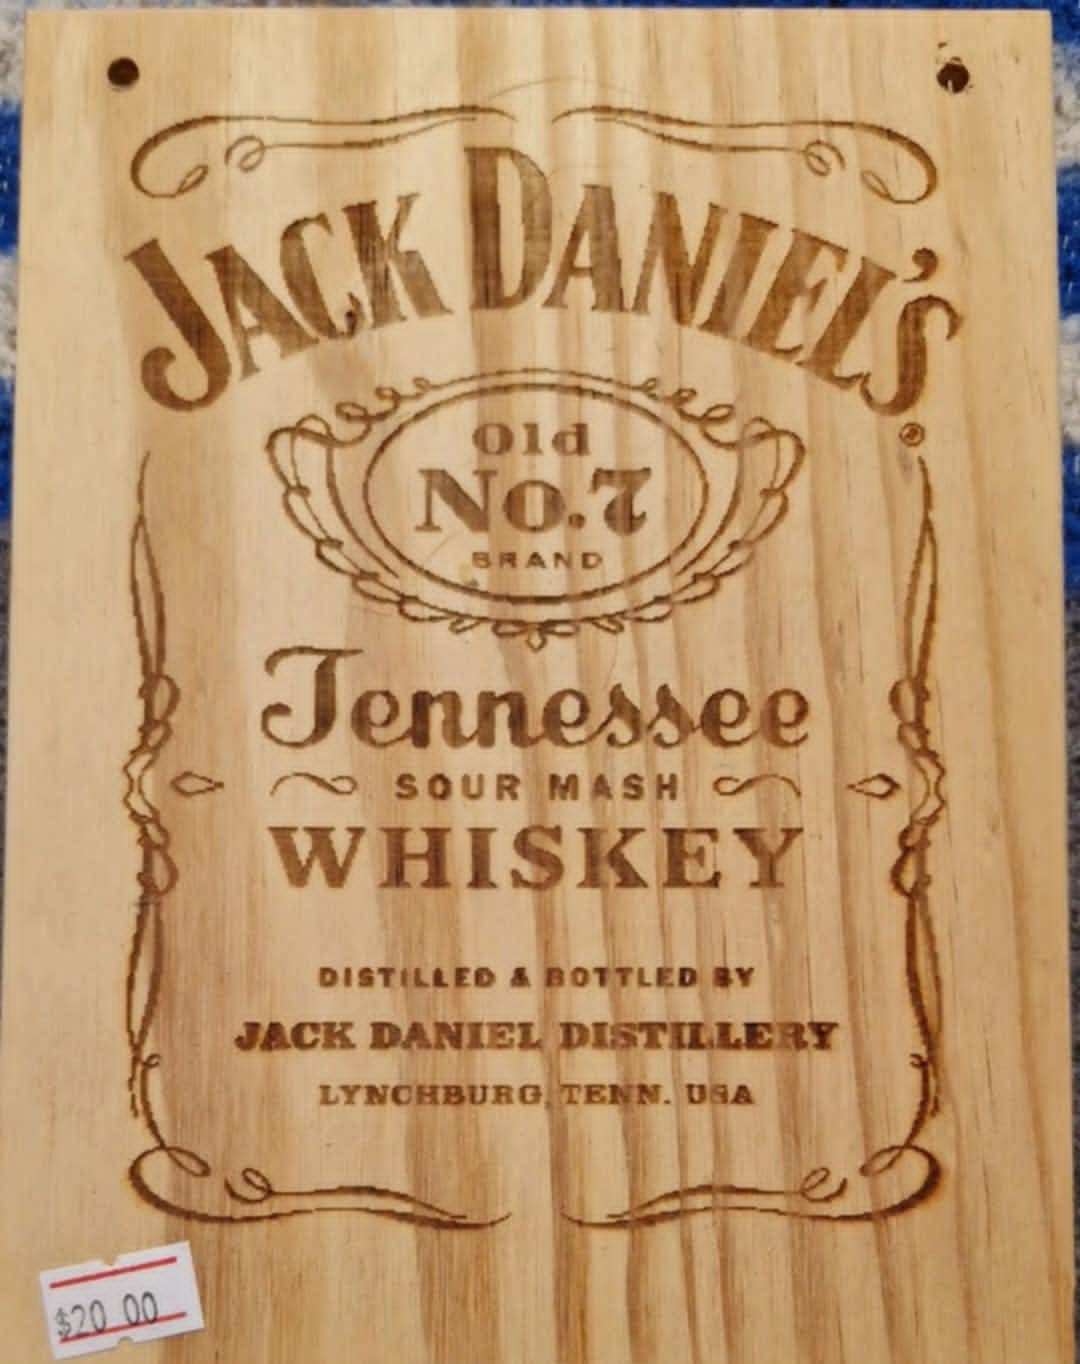 JACK DANIEL'S
®
Old
No.7
BRAND
Tennessee
SOUR MASH
WHISKEY
DISTILLED & BOTTLED BY
JACK DANIEL DISTILLERY
LYNCHBURG, TENN. USA
$20 00